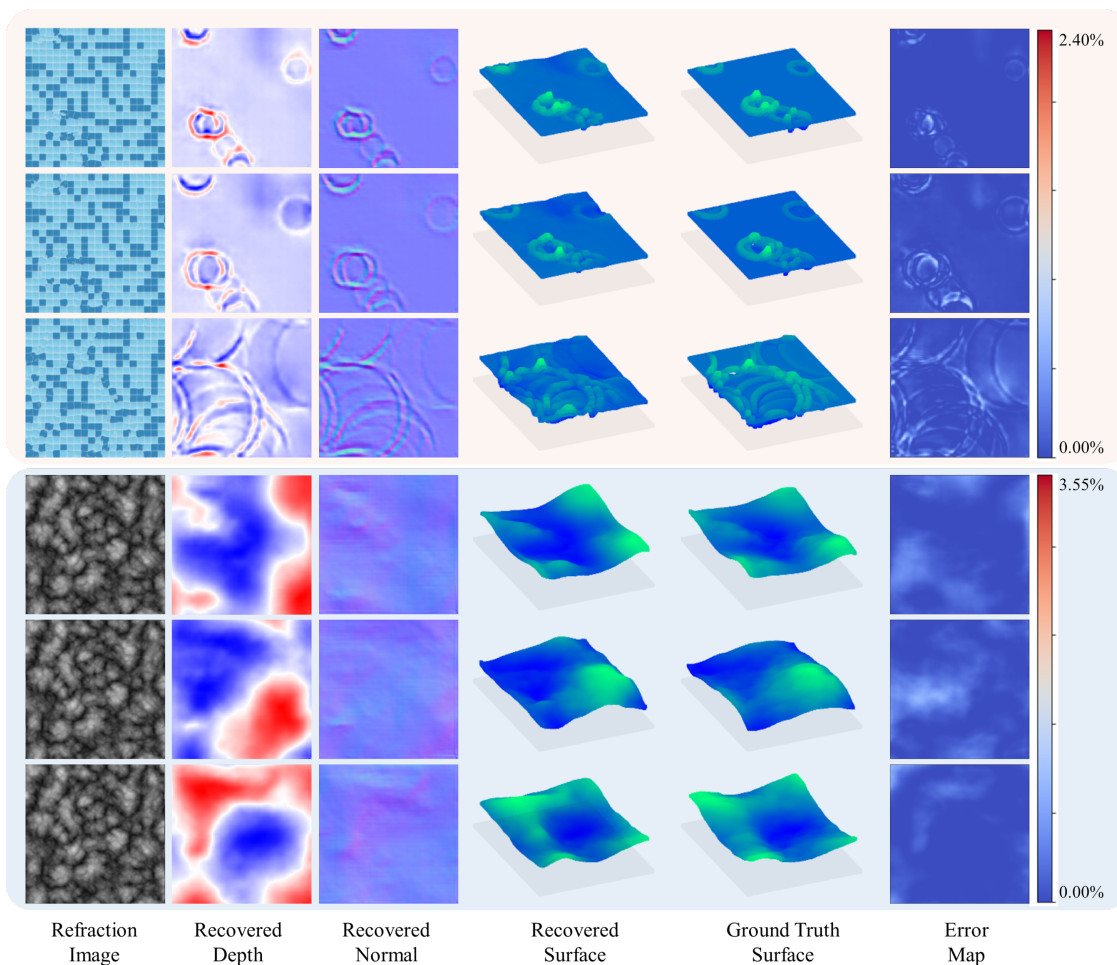 2.40%
0.00%
3.55%
0.00%
Refraction
Image
Recovered
Depth
Recovered
Normal
Recovered
Surface
Ground Truth
Surface
Error
Map